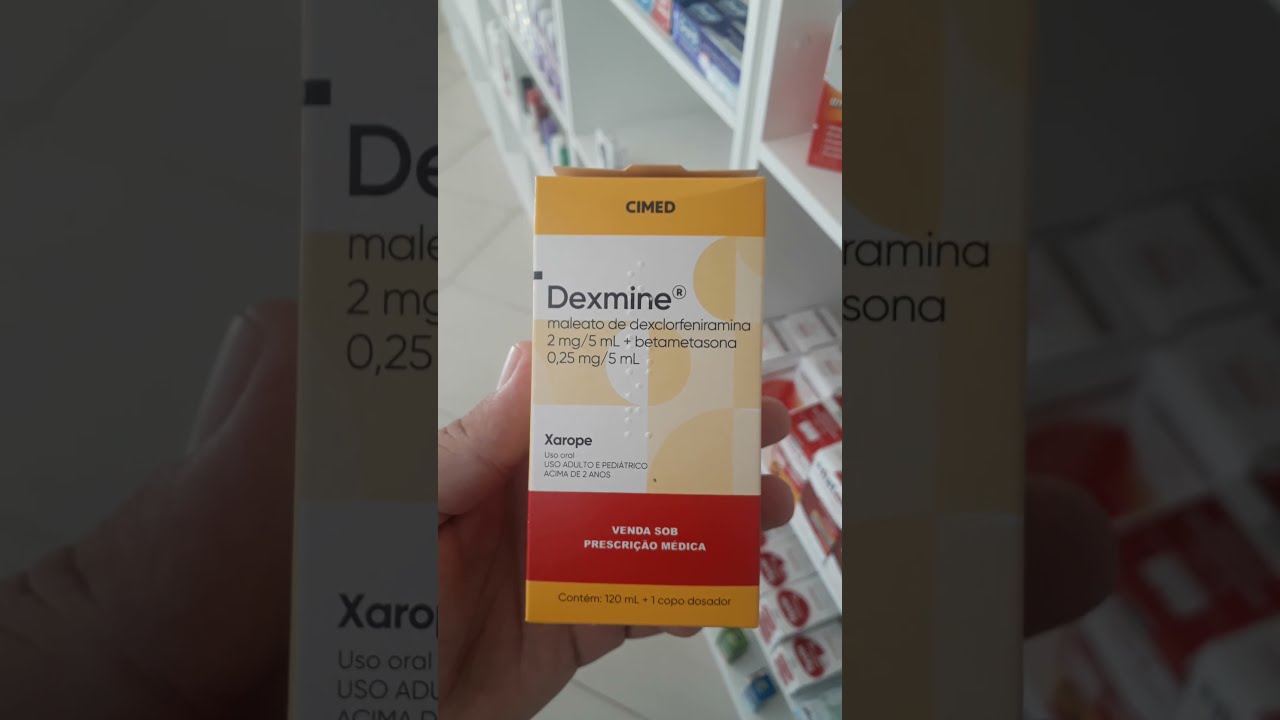 CIMED
Dexmine®
maleato de dexclorfeniramina
2 mg/5 mL + betametasona
0,25 mg/5 mL
Xarope
Uso oral
USO ADULTO E PEDIÁTRICO
ACIMA DE 2 ANOS
VENDA SOB
PRESCRIÇÃO MÉDICA
Contém: 120 mL + 1 copo dosador